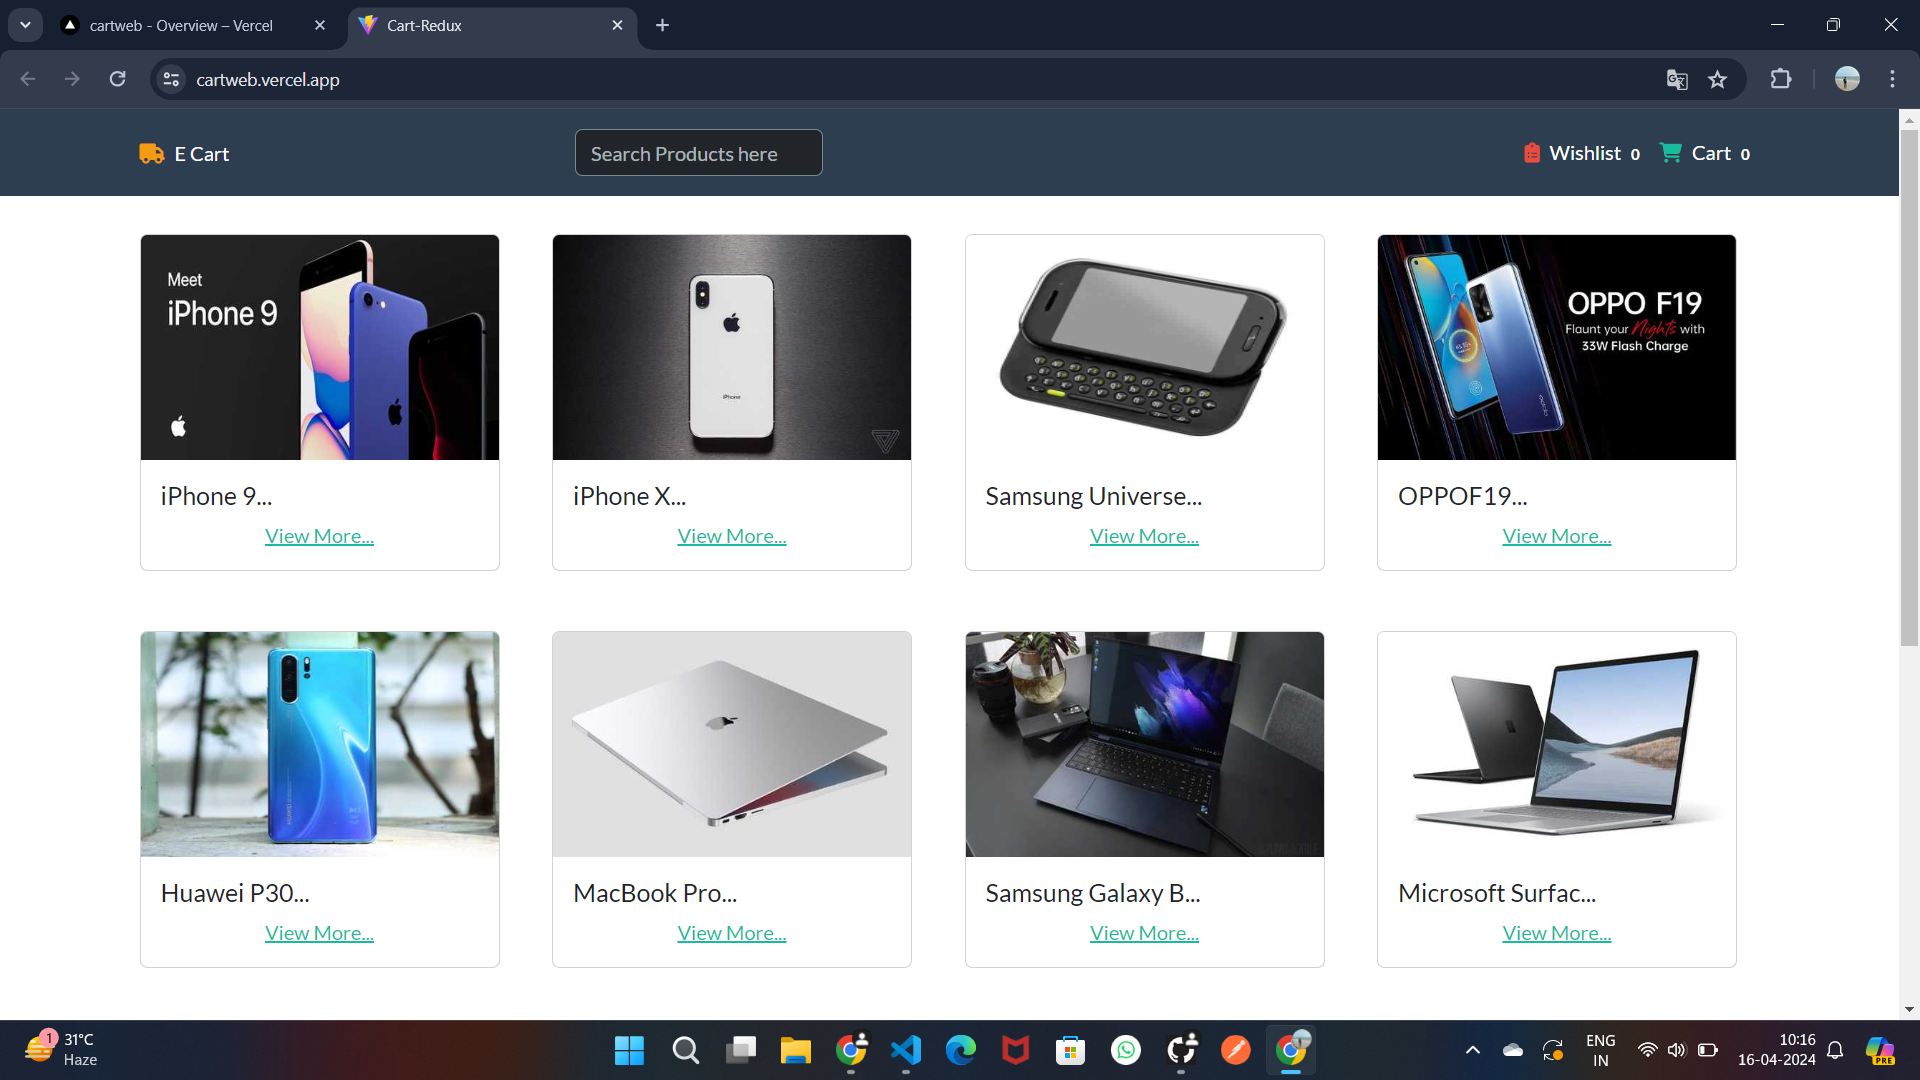 cartweb - Overview – Vercel
Cart-Redux
cartweb.vercel.app
E Cart
Search Products here
Wishlist 0
Cart 0
Meet
iPhone 9
iPhone
OPPO F19
Flaunt your Nights with
33W Flash Charge
oppo
iPhone 9...
iPhone X...
Samsung Universe...
OPPOF19...
View More...
View More...
View More...
View More...
Huawei P30...
MacBook Pro...
Samsung Galaxy B...
Microsoft Surfac...
View More...
View More...
View More...
View More...
1
31°C
Haze
ENG
IN
10:16
16-04-2024
PRE